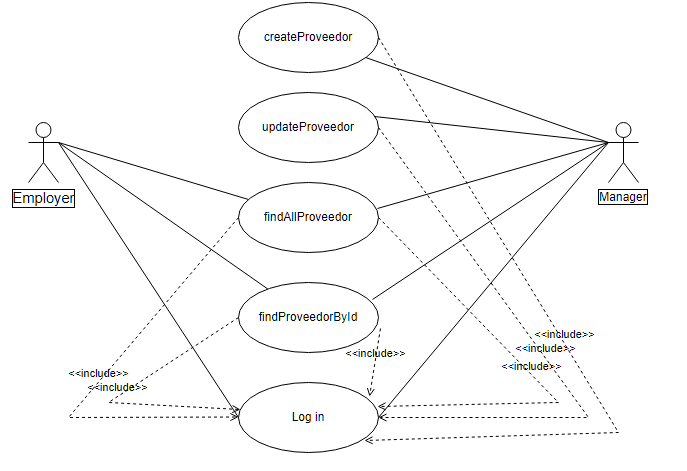 createProveedor
updateProveedor
Employer
Manager
findAllProveedor
findProveedorById
<<include>>
<<include>>
<<include>>
<<include>>
<<include>>
<<include>>
Log in